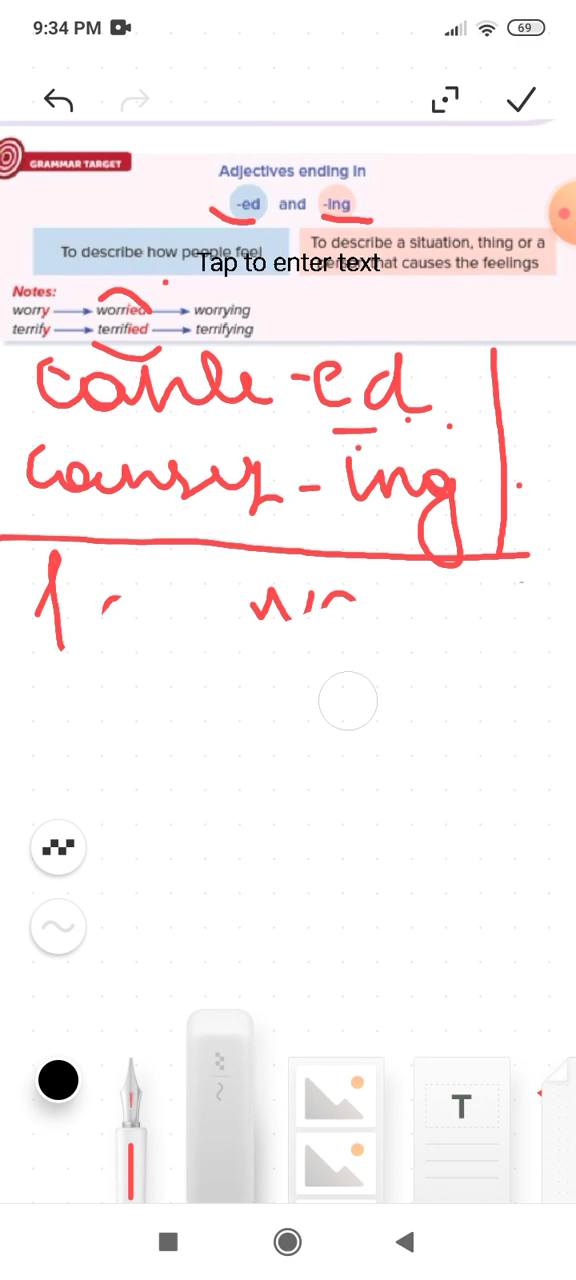 9:34 PM
69
GRAMMAR TARGET
Adjectives ending in
-ed and -ing
To describe how people feel
To describe a situation, thing or a
person that causes the feelings
Tap to enter text
Notes:
worry worried worrying
terrify terrified terrifying
-ed
- ing
T